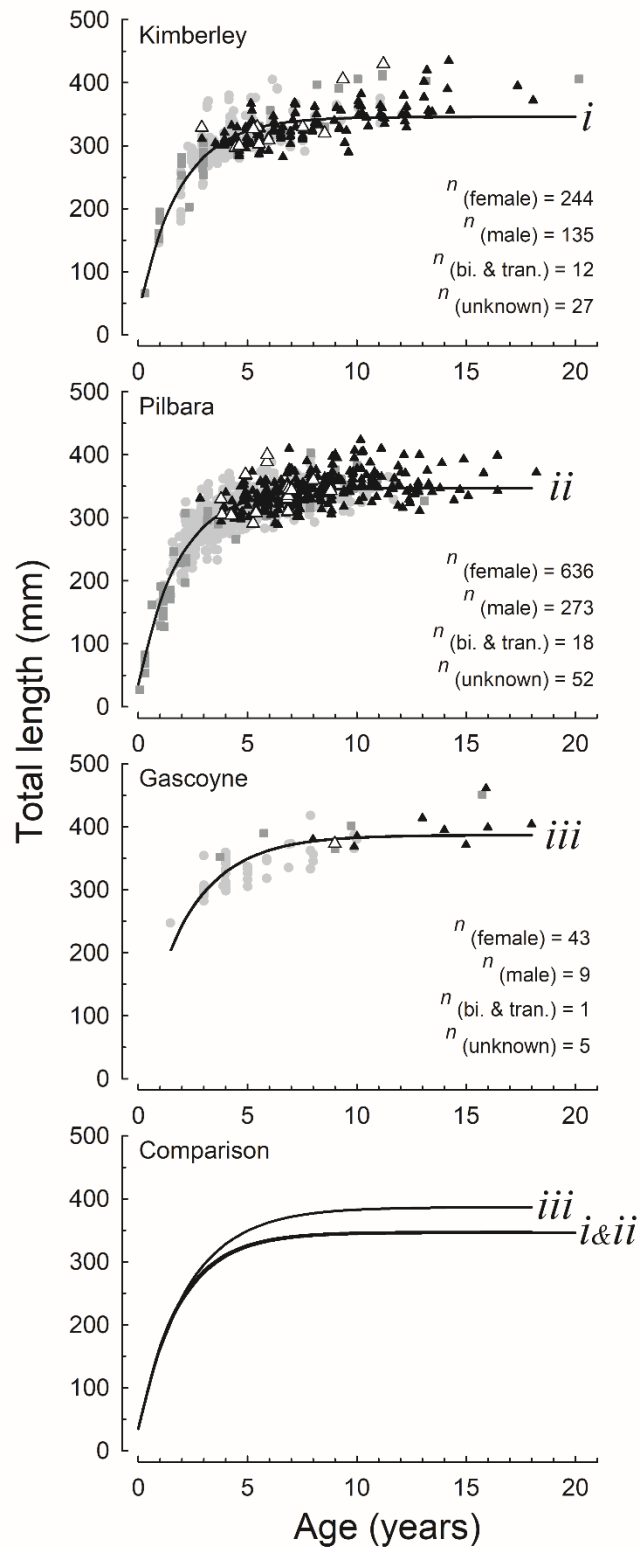 Total length (mm)
500
400
300
200
100
0
Kimberley
i
n (female) = 244
n (male) = 135
n (bi. & tran.) = 12
n (unknown) = 27
0 5 10 15 20
500
400
300
200
100
0
Pilbara
ii
n (female) = 636
n (male) = 273
n (bi. & tran.) = 18
n (unknown) = 52
0 5 10 15 20
500
400
300
200
100
0
Gascoyne
iii
n (female) = 43
n (male) = 9
n (bi. & tran.) = 1
n (unknown) = 5
0 5 10 15 20
500
400
300
200
100
0
Comparison
iii
i&ii
0 5 10 15 20
Age (years)